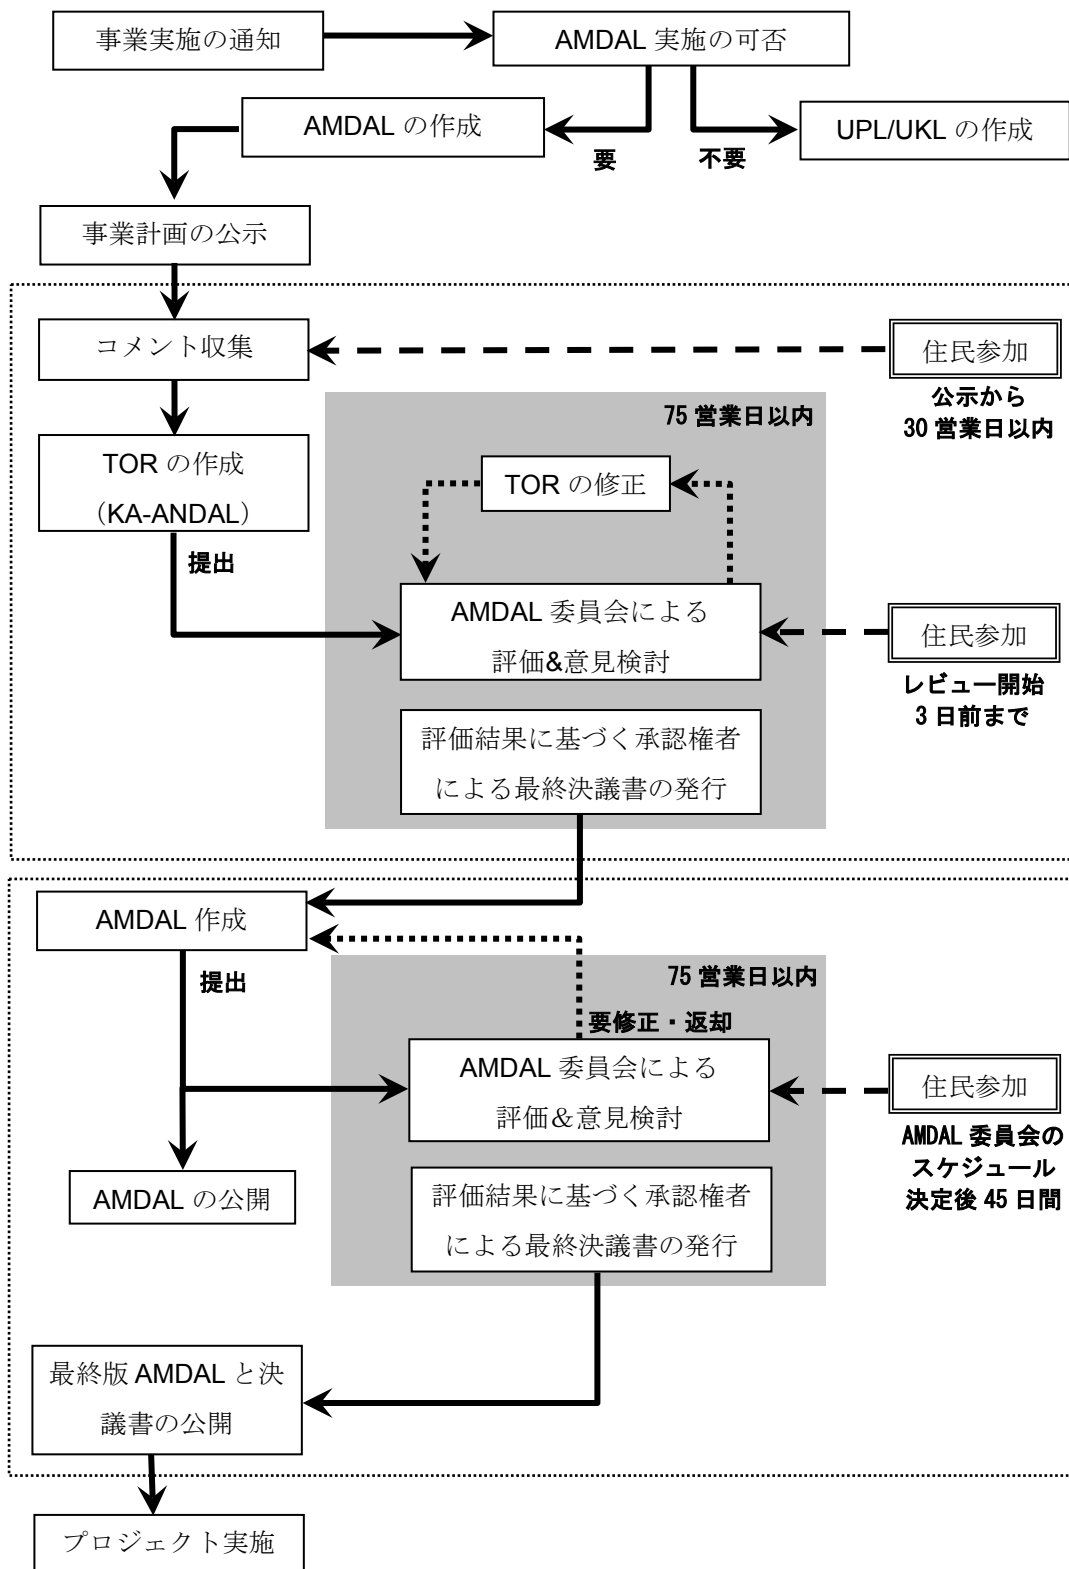 事業実施の通知
AMDAL 実施の可否
AMDAL の作成
UPL/UKL の作成
要
不要
事業計画の公示
コメント収集
住民参加
公示から
30 営業日以内
75 営業日以内
TOR の作成
（KA-ANDAL）
TOR の修正
提出
AMDAL 委員会による
評価&意見検討
住民参加
レビュー開始
3 日前まで
評価結果に基づく承認権者
による最終決議書の発行
AMDAL 作成
提出
75 営業日以内
要修正・返却
AMDAL 委員会による
評価＆意見検討
住民参加
AMDAL 委員会の
スケジュール
決定後 45 日間
AMDAL の公開
評価結果に基づく承認権者
による最終決議書の発行
最終版 AMDAL と決
議書の公開
プロジェクト実施